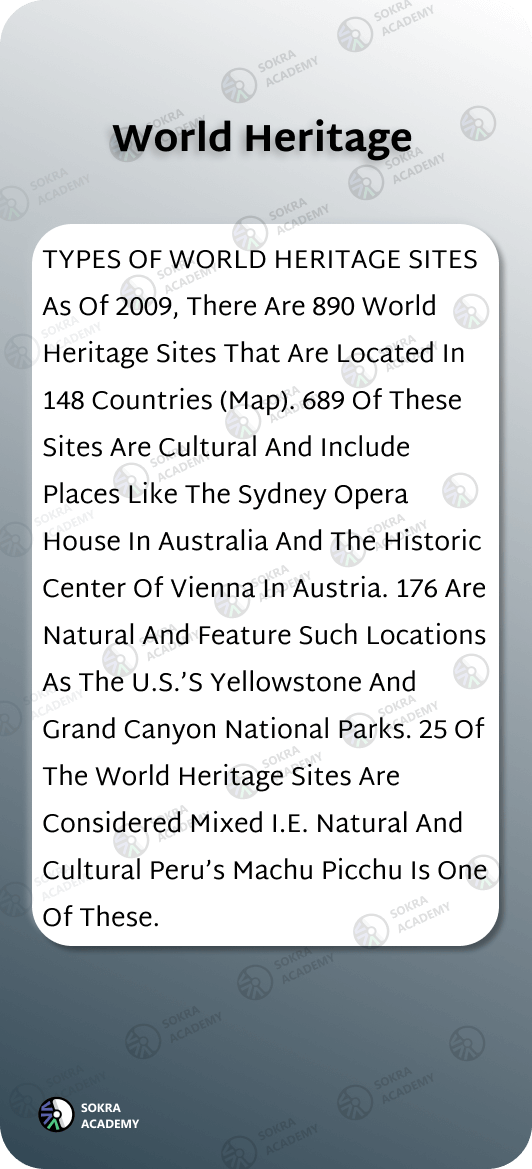 World Heritage
TYPES OF WORLD HERITAGE SITES
As Of 2009, There Are 890 World
Heritage Sites That Are Located In
148 Countries (Map). 689 Of These
Sites Are Cultural And Include
Places Like The Sydney Opera
House In Australia And The Historic
Center Of Vienna In Austria. 176 Are
Natural And Feature Such Locations
As The U.S.’S Yellowstone And
Grand Canyon National Parks. 25 Of
The World Heritage Sites Are
Considered Mixed I.E. Natural And
Cultural Peru’s Machu Picchu Is One
Of These.
SOKRA
ACADEMY